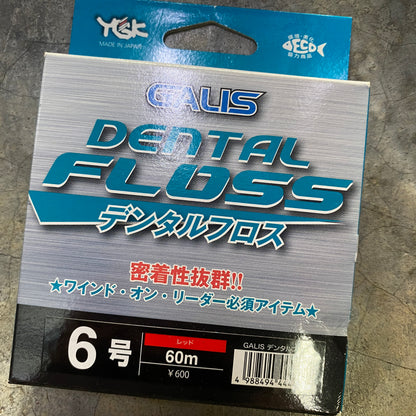 YGK
MADE IN JAPAN
ECO
GALIS
DENTAL
FLOSS
デンタルフロス
密着性抜群!!
★ワインド・オン・リーダー必須アイテム★
6号
レッド
60m
¥600
GALIS デンタル
4 988494 444